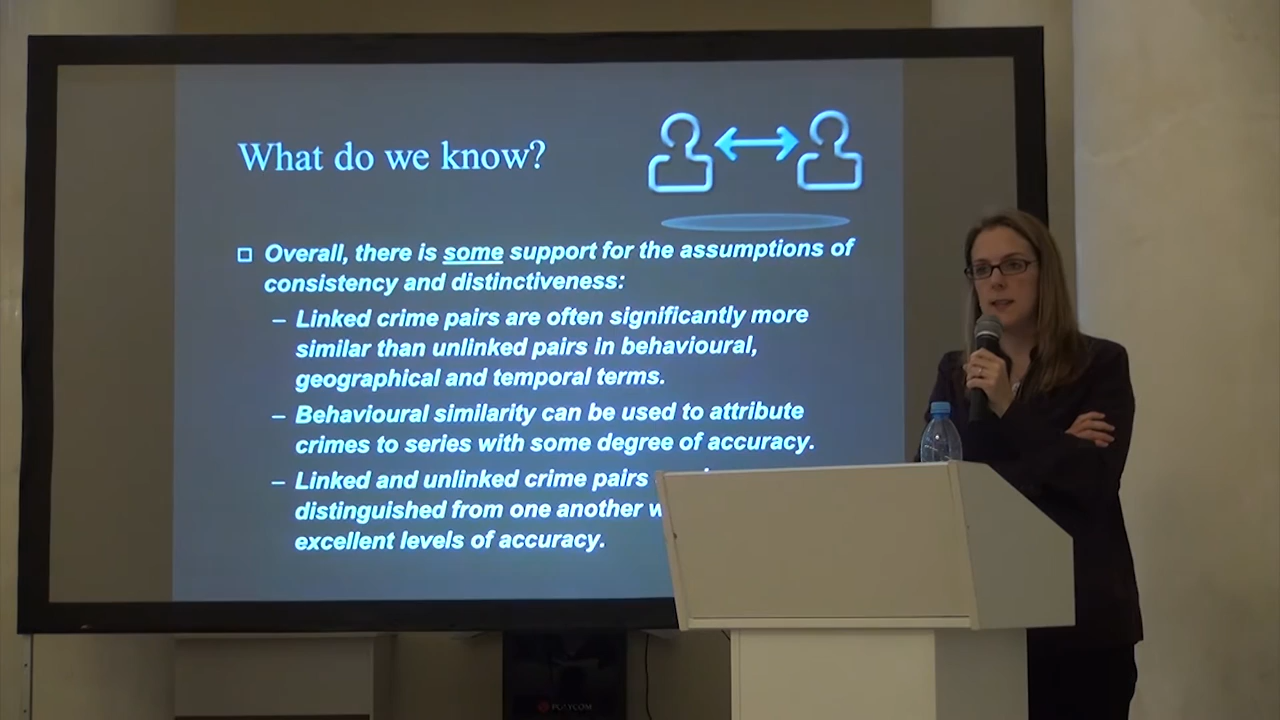 What do we know?
Overall, there is some support for the assumptions of
consistency and distinctiveness:
– Linked crime pairs are often significantly more
similar than unlinked pairs in behavioural,
geographical and temporal terms.
– Behavioural similarity can be used to attribute
crimes to series with some degree of accuracy.
– Linked and unlinked crime pairs
distinguished from one another
excellent levels of accuracy.
POLYCOM